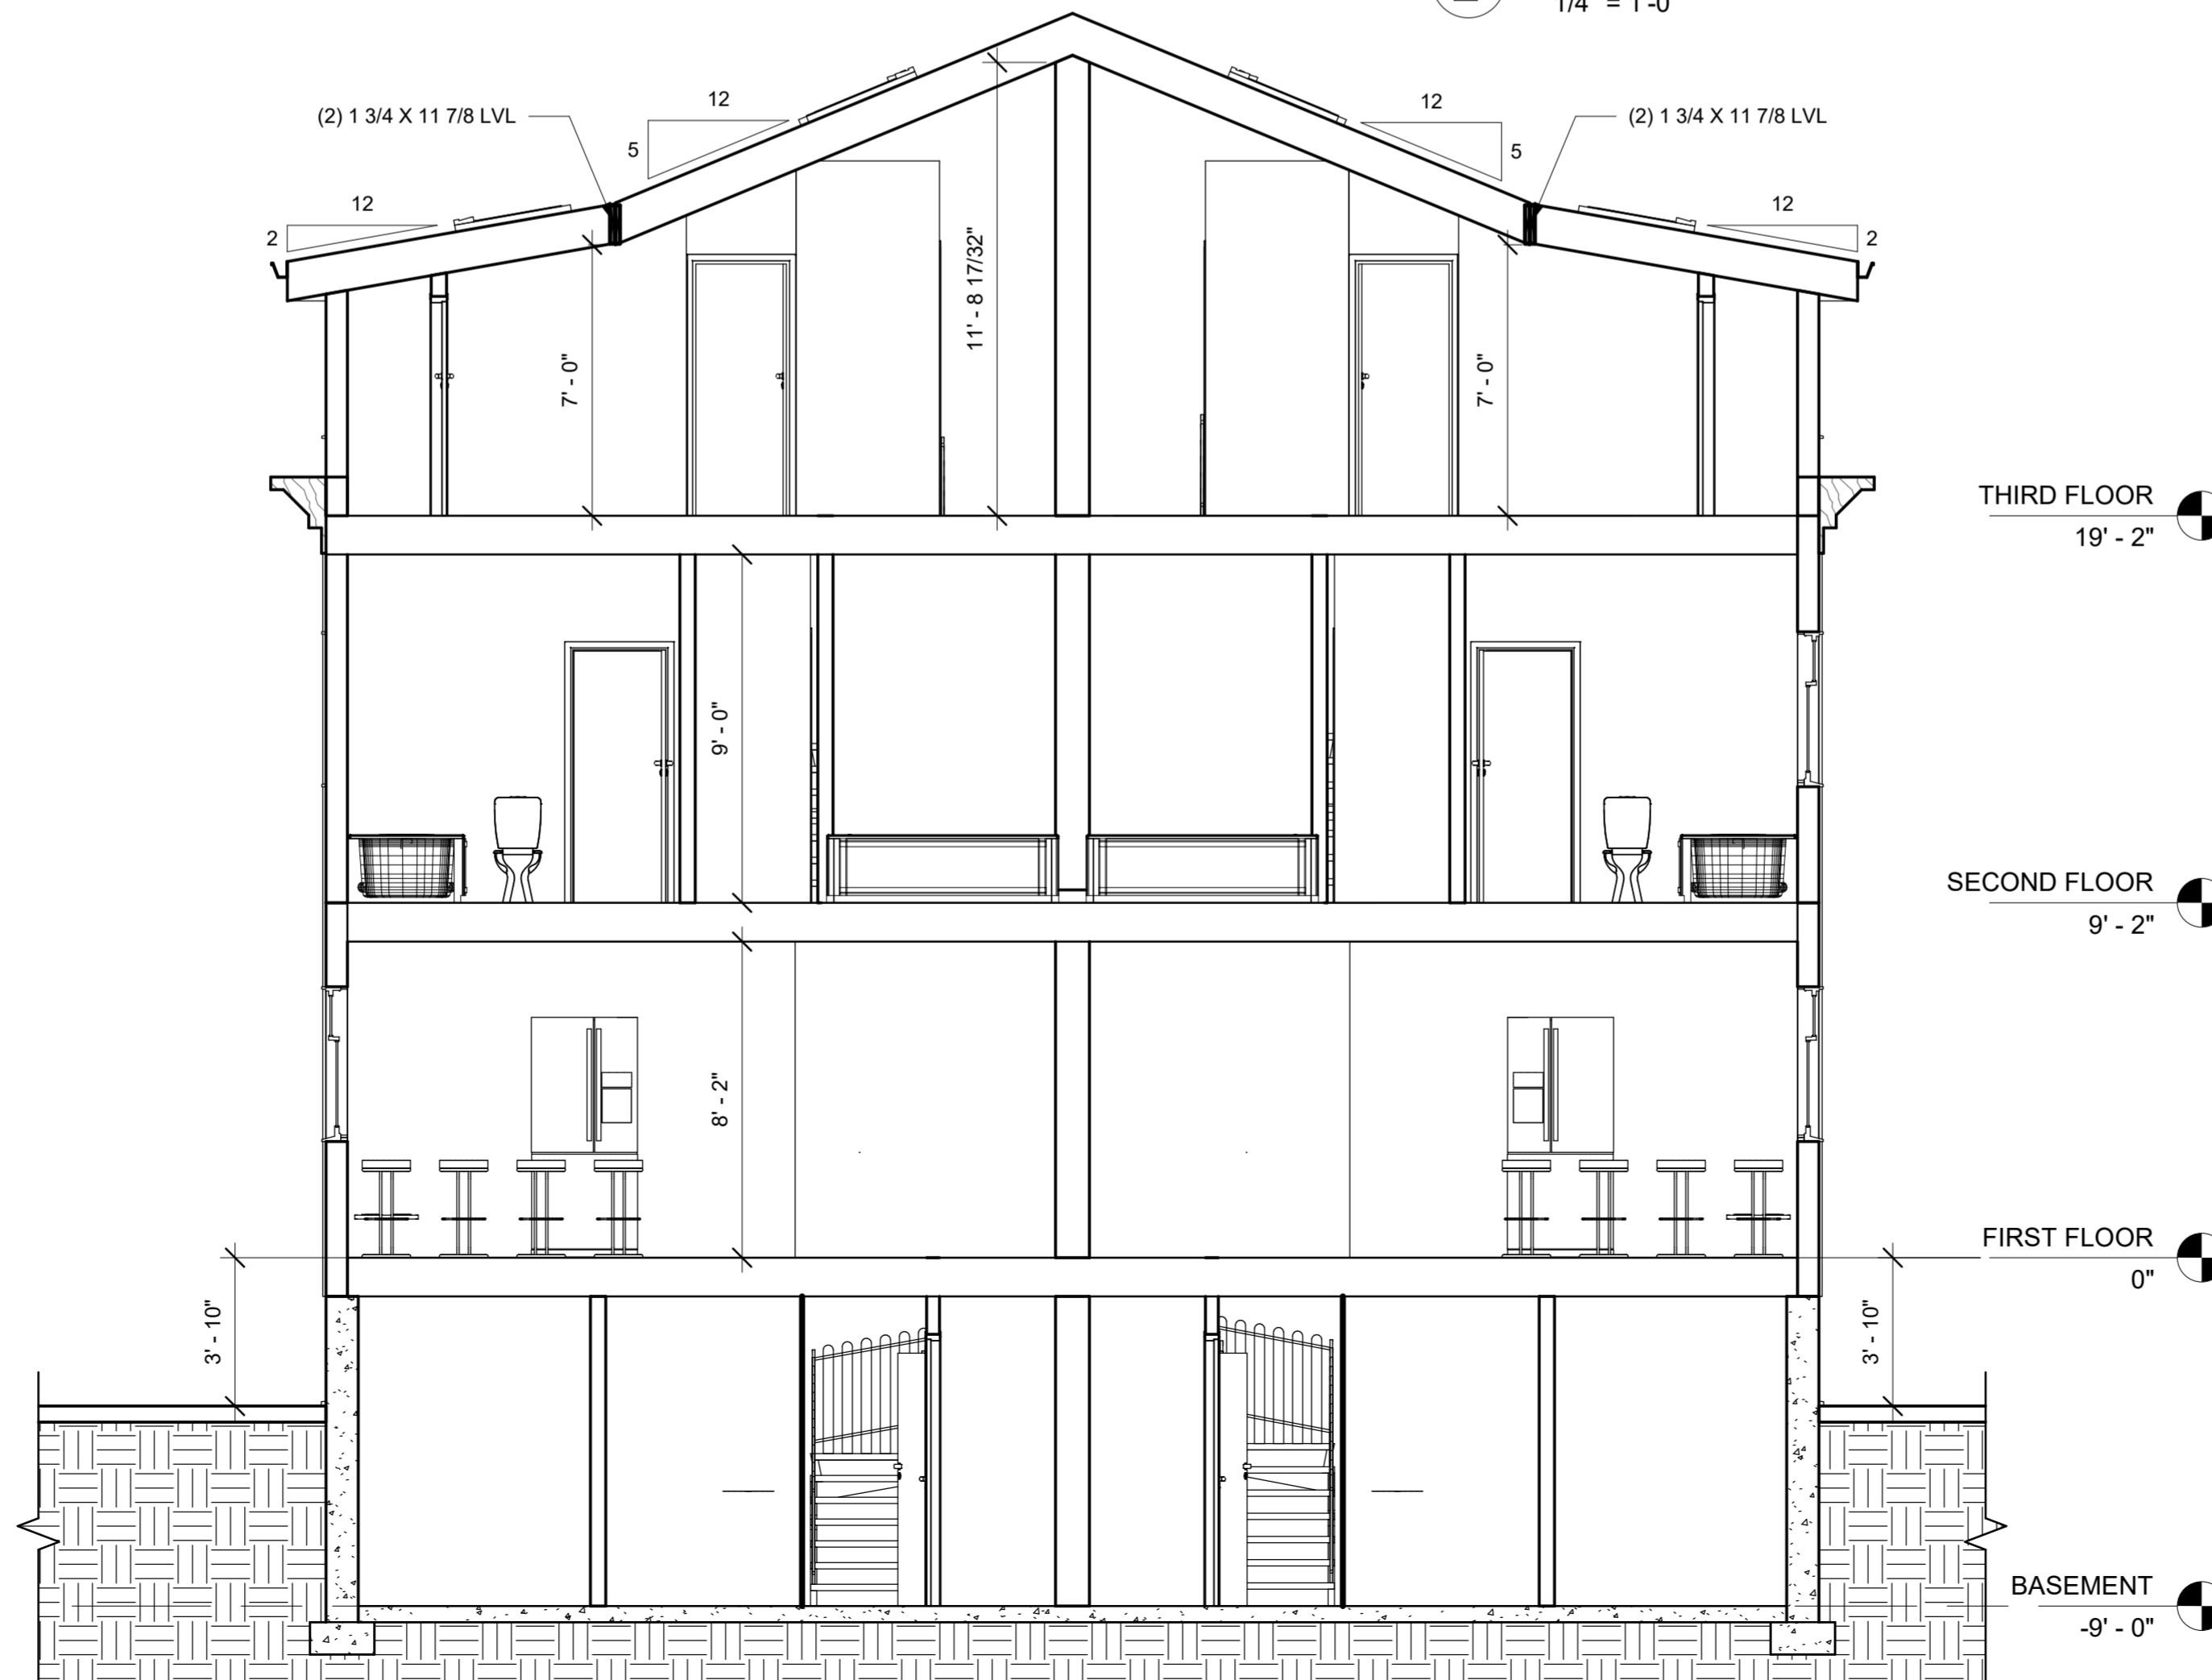 1/4" = 1'-0"
(2) 1 3/4 X 11 7/8 LVL
12
5
12
2
12
5
(2) 1 3/4 X 11 7/8 LVL
12
2
7' - 0"
11' - 8 17/32"
7' - 0"
THIRD FLOOR
19' - 2"
9' - 0"
SECOND FLOOR
9' - 2"
8' - 2"
FIRST FLOOR
0"
3' - 10"
3' - 10"
BASEMENT
-9' - 0"